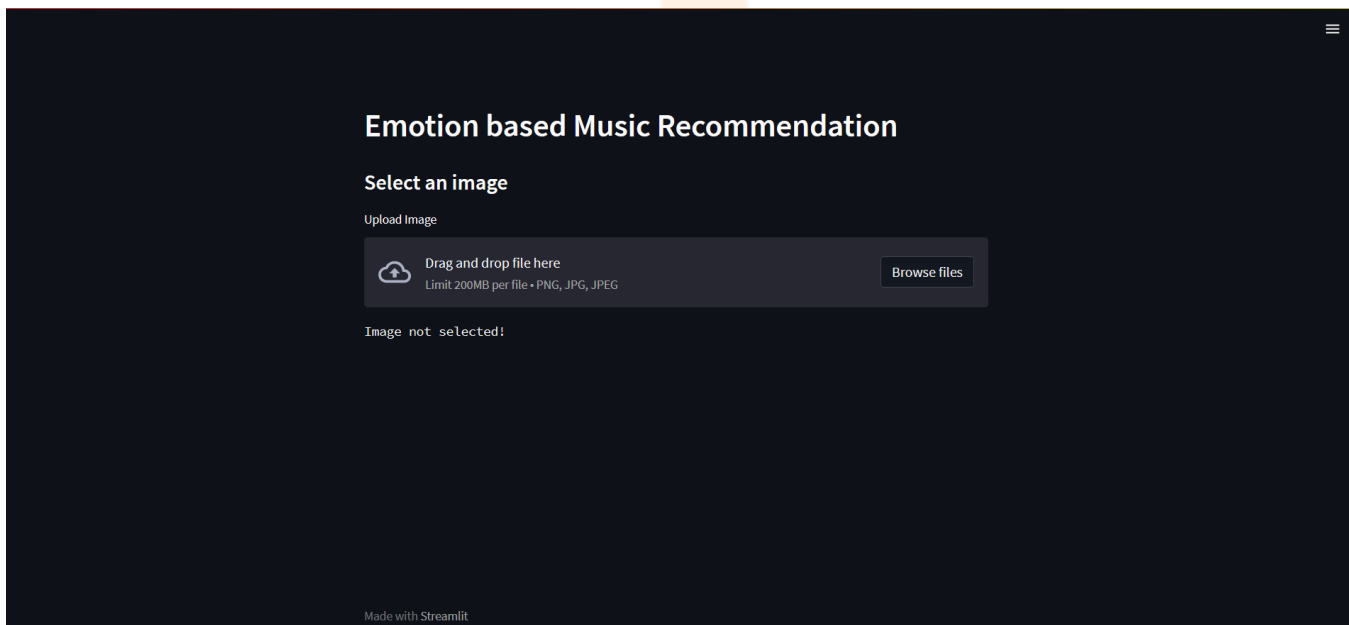 Emotion based Music Recommendation
Select an image
Upload Image
Drag and drop file here
Limit 200MB per file • PNG, JPG, JPEG
Browse files
Image not selected!
Made with Streamlit